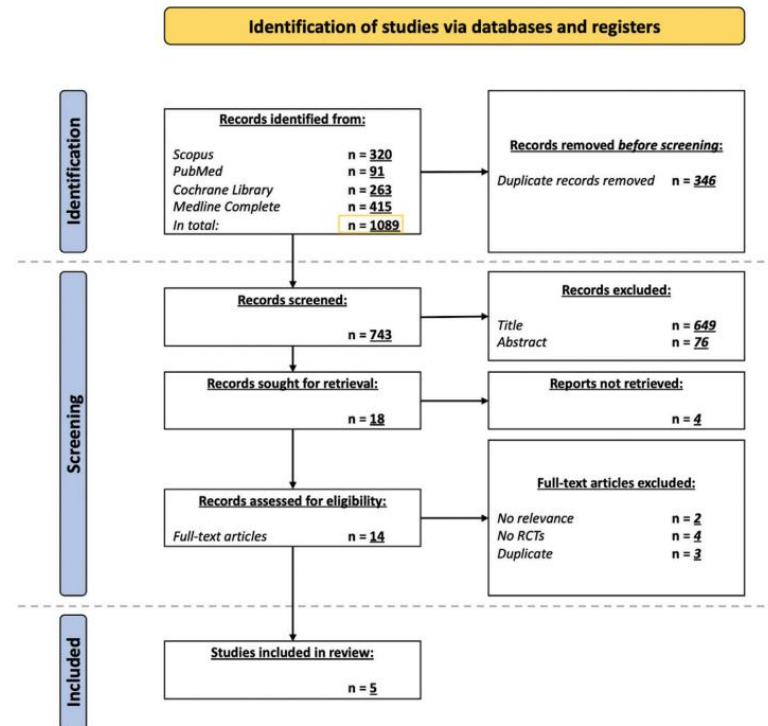 Identification of studies via databases and registers
Identification
Records identified from:
Scopus n = 320
PubMed n = 91
Cochrane Library n = 263
Medline Complete n = 415
In total: n = 1089
Records removed before screening:
Duplicate records removed n = 346
Screening
Records screened:
n = 743
Records excluded:
Title n = 649
Abstract n = 76
Records sought for retrieval:
n = 18
Reports not retrieved:
n = 4
Records assessed for eligibility:
Full-text articles n = 14
Full-text articles excluded:
No relevance n = 2
No RCTs n = 4
Duplicate n = 3
Included
Studies included in review:
n = 5